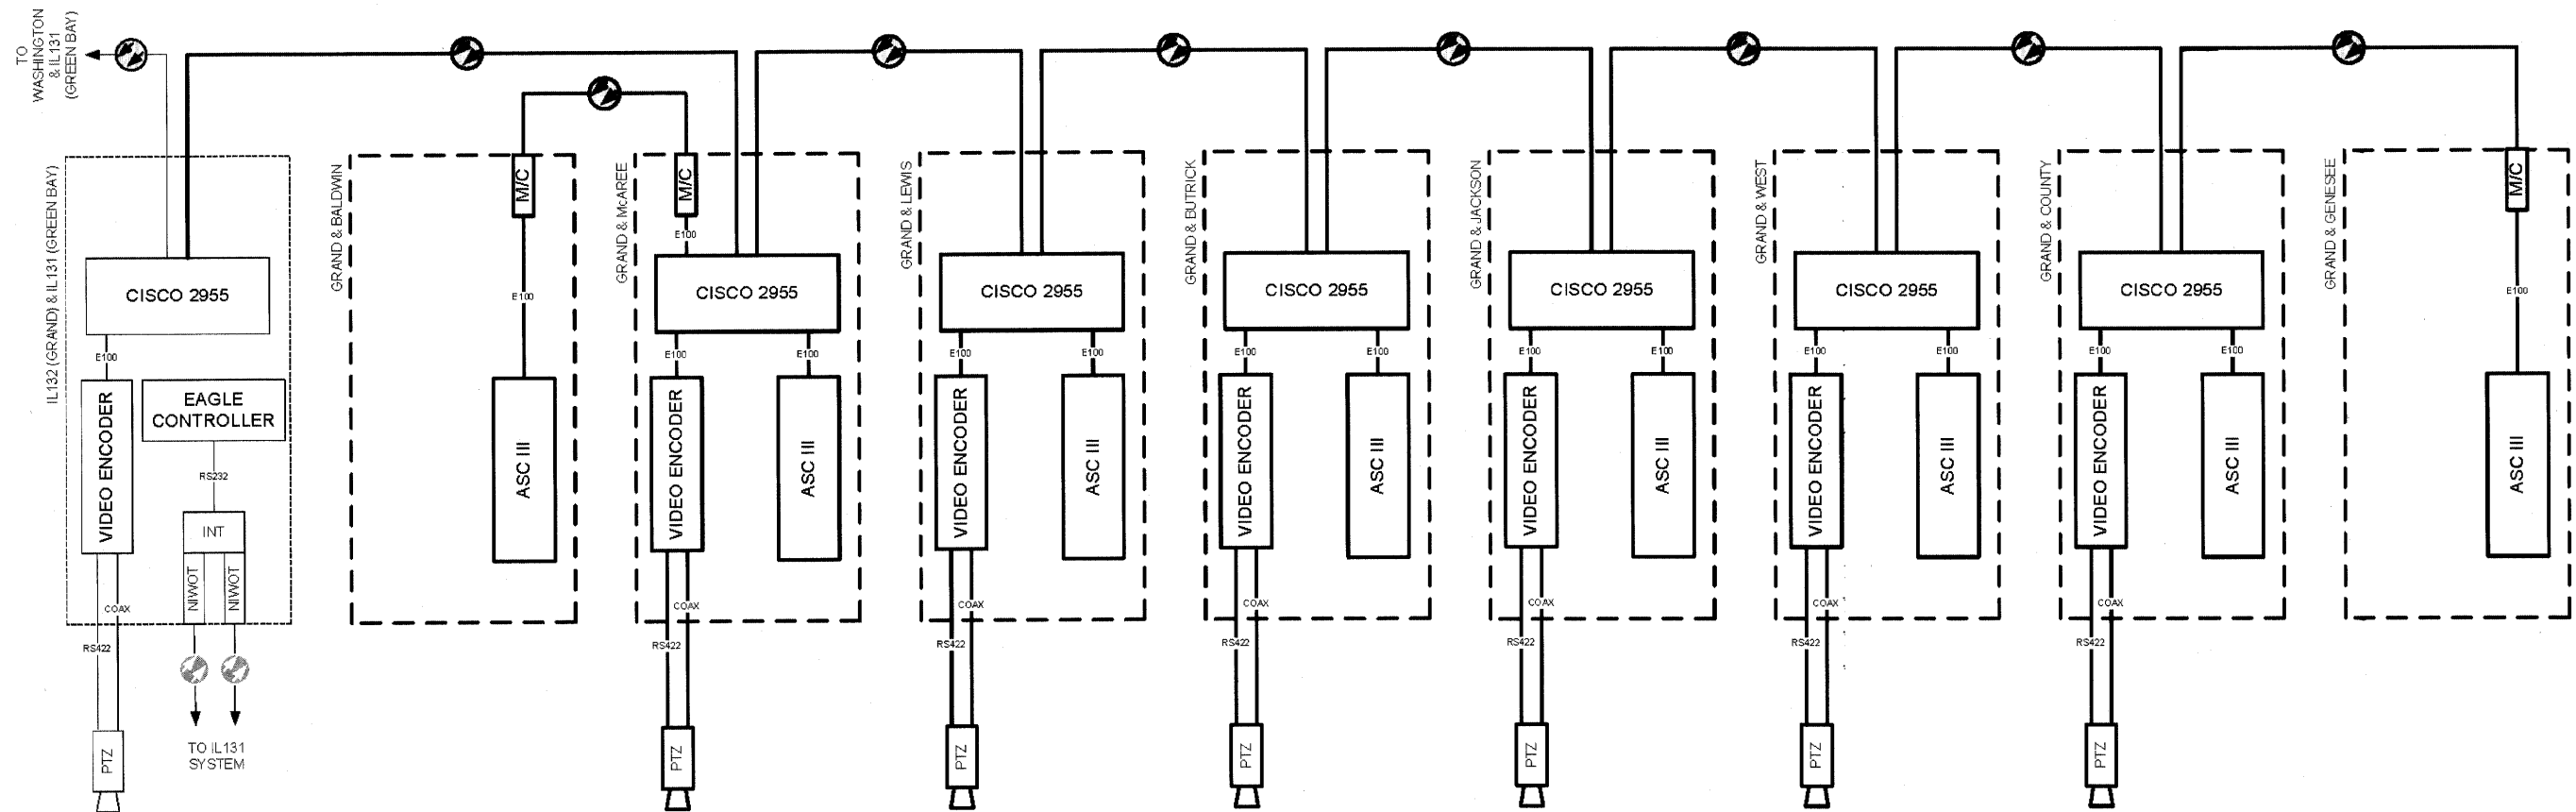 TO
WASHINGTON
& IL131
(GREEN BAY)
IL132 (GRAND) & IL131 (GREEN BAY)
CISCO 2955
E100
VIDEO ENCODER
EAGLE
CONTROLLER
RS232
INT
NIWOT
NIWOT
COAX
RS422
PTZ
TO IL131
SYSTEM
GRAND & BALDWIN
M/C
E100
ASC III
GRAND & McAREE
M/C
E100
CISCO 2955
E100
E100
VIDEO ENCODER
ASC III
COAX
RS422
PTZ
GRAND & LEWIS
CISCO 2955
E100
E100
VIDEO ENCODER
ASC III
COAX
RS422
PTZ
GRAND & BUTRICK
CISCO 2955
E100
E100
VIDEO ENCODER
ASC III
COAX
RS422
PTZ
GRAND & JACKSON
CISCO 2955
E100
E100
VIDEO ENCODER
ASC III
COAX
RS422
PTZ
GRAND & WEST
CISCO 2955
E100
E100
VIDEO ENCODER
ASC III
COAX
RS422
PTZ
GRAND & COUNTY
CISCO 2955
E100
E100
VIDEO ENCODER
ASC III
COAX
RS422
PTZ
GRAND & GENESEE
M/C
E100
ASC III